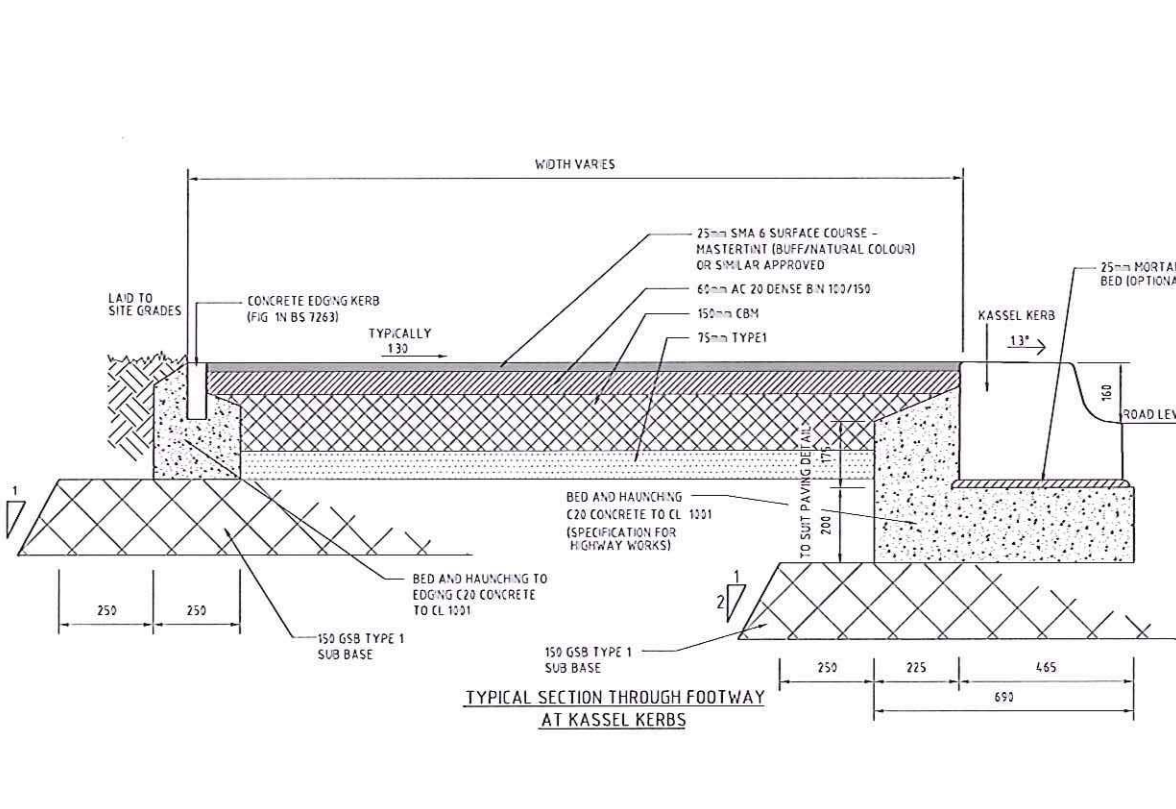 WIDTH VARIES
25mm SMA 6 SURFACE COURSE -
MASTERTINT (BUFF/NATURAL COLOUR)
OR SIMILAR APPROVED
60mm AC 20 DENSE BIN 100/150
150mm CBM
75mm TYPE1
25mm MORTA
BED (OPTIONA
LAID TO
SITE GRADES
CONCRETE EDGING KERB
(FIG 1N BS 7263)
TYPICALLY
1:30
KASSEL KERB
13°
160
ROAD LEV
TO SUIT PAVING DETAIL
175
200
BED AND HAUNCHING
C20 CONCRETE TO CL 1001
(SPECIFICATION FOR
HIGHWAY WORKS)
1
BED AND HAUNCHING TO
EDGING C20 CONCRETE
TO CL 1001
1
2
250
250
150 GSB TYPE 1
SUB BASE
150 GSB TYPE 1
SUB BASE
250
225
465
690
TYPICAL SECTION THROUGH FOOTWAY
AT KASSEL KERBS